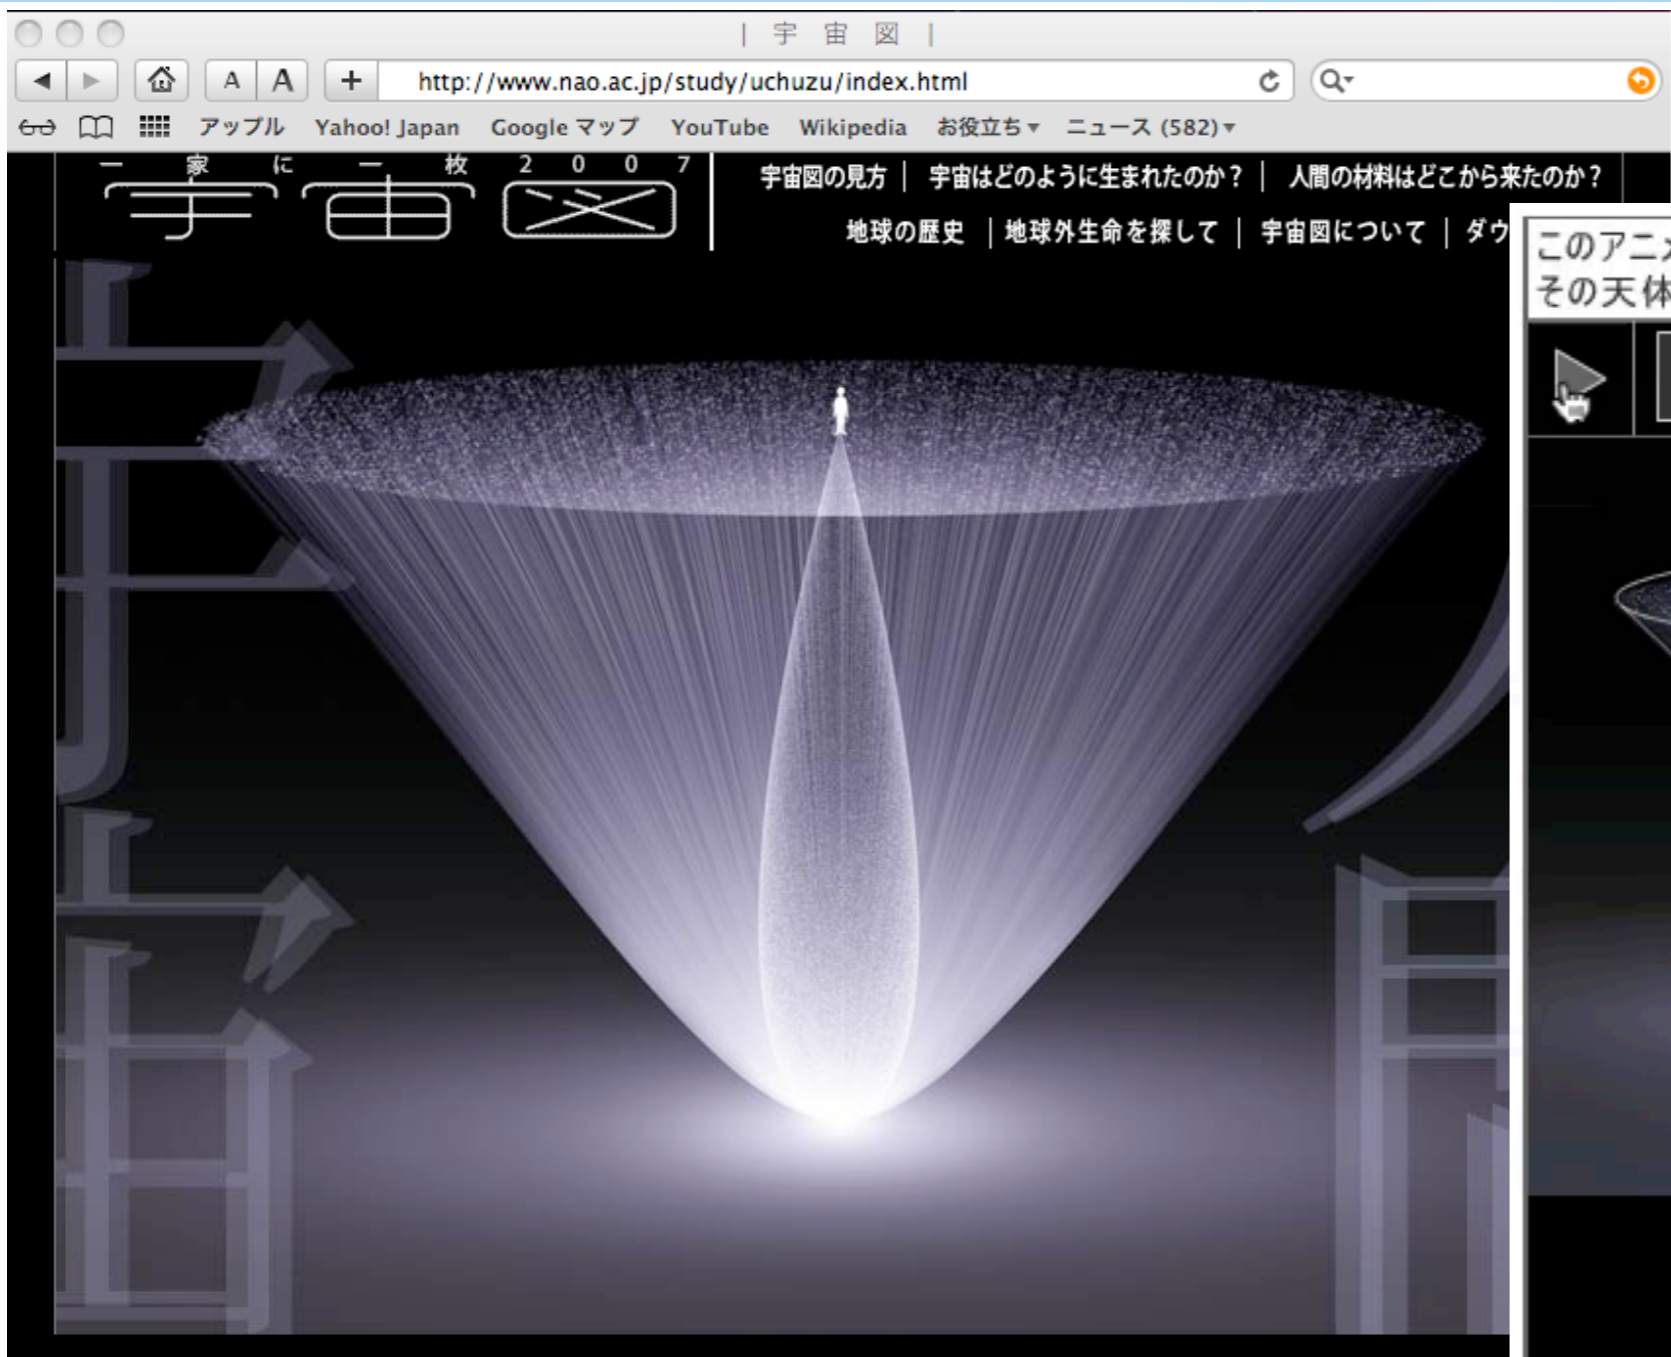 | 宇 宙 図 |
A A + http://www.nao.ac.jp/study/uchuzu/index.html
アップル Yahoo! Japan Google マップ YouTube Wikipedia お役立ち▼ ニュース (582)▼
一 家 に 一 枚 2 0 0 7
宇宙図
宇宙図の見方 | 宇宙はどのように生まれたのか？ | 人間の材料はどこから来たのか？
地球の歴史 | 地球外生命を探して | 宇宙図について | ダウ
このアニメ
その天体
宇宙